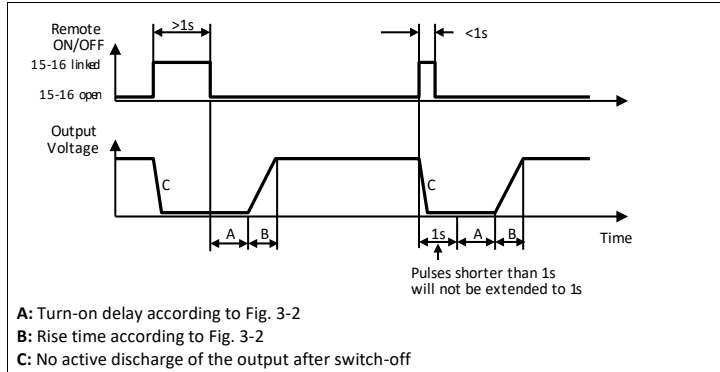 Remote
ON/OFF
>1s
<1s
15-16 linked
15-16 open
Output
Voltage
C
C
A
B
1s
A
B
Time
Pulses shorter than 1s
will not be extended to 1s
A: Turn-on delay according to Fig. 3-2
B: Rise time according to Fig. 3-2
C: No active discharge of the output after switch-off